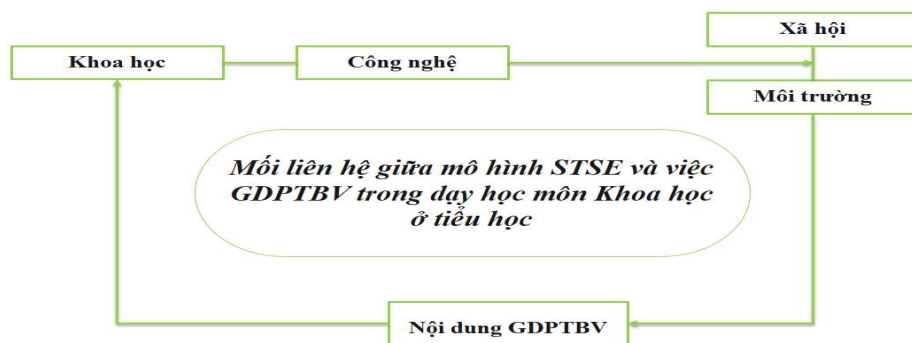 Xã hội
Khoa học
Công nghệ
Môi trường
Mối liên hệ giữa mô hình STSE và việc
GDPTBV trong dạy học môn Khoa học
ở tiểu học
Nội dung GDPTBV